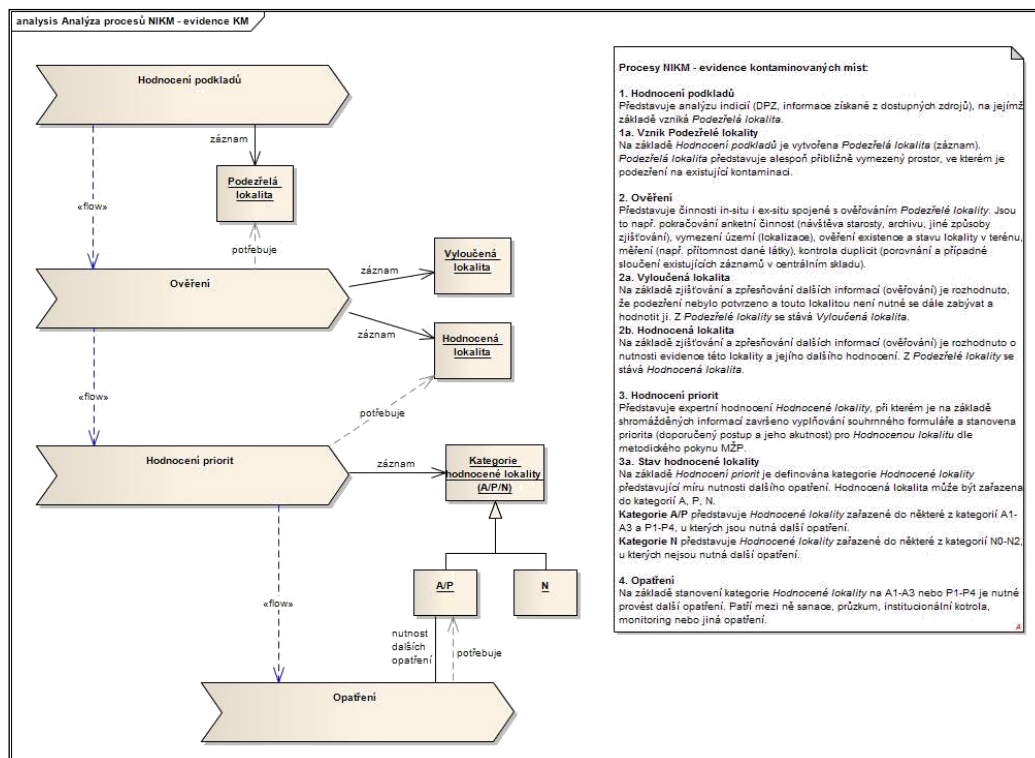 analysis Analýza procesů NIKM - evidence KM
Hodnocení podkladů
záznam
Podezřelá
lokalita
«flow»
potřebuje
Ověření
záznam
Vyloučená
lokalita
záznam
Hodnocená
lokalita
«flow»
potřebuje
Hodnocení priorit
záznam
Kategorie
hodnocené lokality
(A/P/N)
A/P
N
«flow»
nutnost
dalších
opatření
potřebuje
Opatření
Procesy NIKM - evidence kontaminovaných míst:
1. Hodnocení podkladů
Představuje analýzu indicií (DPZ, informace získané z dostupných zdrojů), na jejímž
základě vzniká Podezřelá lokalita.
1a. Vznik Podezřelé lokality
Na základě Hodnocení podkladů je vytvořena Podezřelá lokalita (záznam).
Podezřelá lokalita představuje alespoň přibližně vymezený prostor, ve kterém je
podezření na existující kontaminaci.
2. Ověření
Představuje činnosti in-situ i ex-situ spojené s ověřováním Podezřelé lokality. Jsou
to např. pokračování anketní činnost (návštěva starosty, archivu, jiné způsoby
zjišťování), vymezení území (lokalizace), ověření existence a stavu lokality v terénu,
měření (např. přítomnost dané látky), kontrola duplicit (porovnání a případné
sloučení existujících záznamů v centrálním skladu).
2a. Vyloučená lokalita
Na základě zjišťování a zpřesňování dalších informací (ověřování) je rozhodnuto,
že podezření nebylo potvrzeno a touto lokalitou není nutné se dále zabývat a
hodnotit ji. Z Podezřelé lokality se stává Vyloučená lokalita.
2b. Hodnocená lokalita
Na základě zjišťování a zpřesňování dalších informací (ověřování) je rozhodnuto o
nutnosti evidence této lokality a jejího dalšího hodnocení. Z Podezřelé lokality se
stává Hodnocená lokalita.
3. Hodnocení priorit
Představuje expertní hodnocení Hodnocené lokality, při kterém je na základě
shromážděných informací završeno vyplňování souhrnného formuláře a stanovena
priorita (doporučený postup a jeho akutnost) pro Hodnocenou lokalitu dle
metodického pokynu MŽP.
3a. Stav hodnocené lokality
Na základě Hodnocení priorit je definována kategorie Hodnocené lokality
představující míru nutnosti dalšího opatření. Hodnocená lokalita může být zařazena
do kategorií A, P, N.
Kategorie A/P představuje Hodnocené lokality zařazené do některé z kategorií A1-
A3 a P1-P4, u kterých jsou nutná další opatření.
Kategorie N představuje Hodnocené lokality zařazené do některé z kategorií N0-N2,
u kterých nejsou nutná další opatření.
4. Opatření
Na základě stanovení kategorie Hodnocené lokality na A1-A3 nebo P1-P4 je nutné
provést další opatření. Patří mezi ně sanace, průzkum, institucionální kotrola,
monitoring nebo jiná opatření.
A